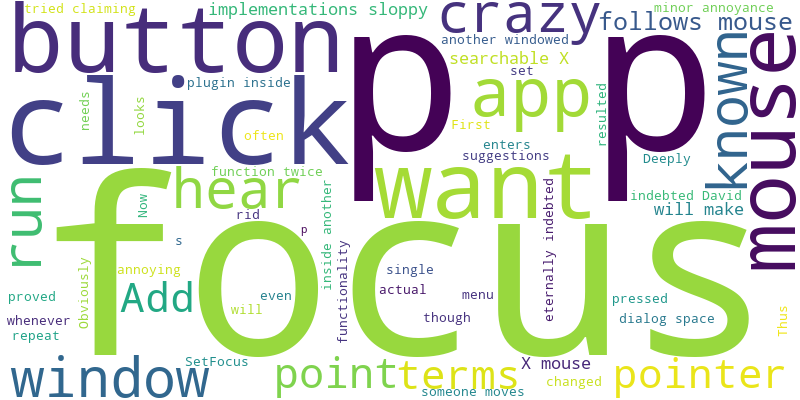 tried claiming
implementations sloppy
crazy
minor annoyance
button
p p
follows mouse
another windowed
searchable X
known
mouse
click
plugin inside
set
app
needs
looks
often
First
resulted
enters
suggestions
Deeply
function twice
hear
want
indebted David
will make
run
Now
rid
p
inside another
eternally indebted
s
focus
functionality
Obviously
annoying
single
even
actual
menu
proved
Add
will
pressed
whenever
though
dialog space
Thus
repeat
window
SetFocus
point
terms
X mouse
pointer
changed
someone moves